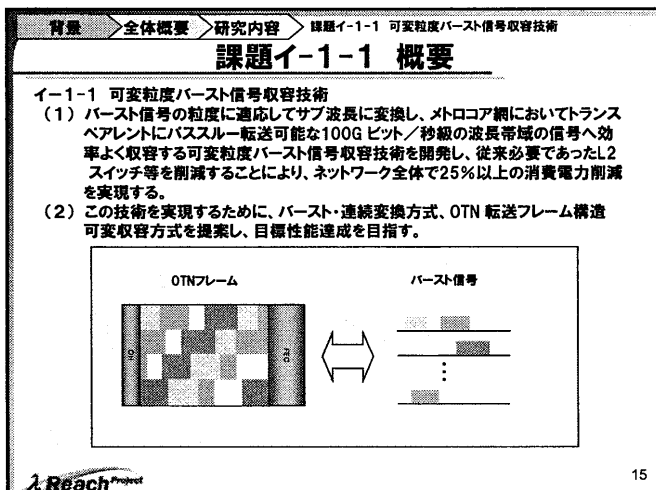 背景 全体概要 研究内容 課題イ-1-1 可変粒度バースト信号収容技術
課題イ-1-1 概要
イー1-1 可変粒度バースト信号収容技術
(1) バースト信号の粒度に適応してサブ波長に変換し、メトロコア網においてトランス
ペアレントにパススルー転送可能な100Gビット/秒級の波長帯域の信号へ効
率よく収容する可変粒度バースト信号収容技術を開発し、従来必要であったL2
スイッチ等を削減することにより、ネットワーク全体で25%以上の消費電力削減
を実現する。
(2) この技術を実現するために、バースト・連続変換方式、OTN 転送フレーム構造
可変収容方式を提案し、目標性能達成を目指す。
OTNフレーム
バースト信号
OH
FEC
λ Reach Project
15